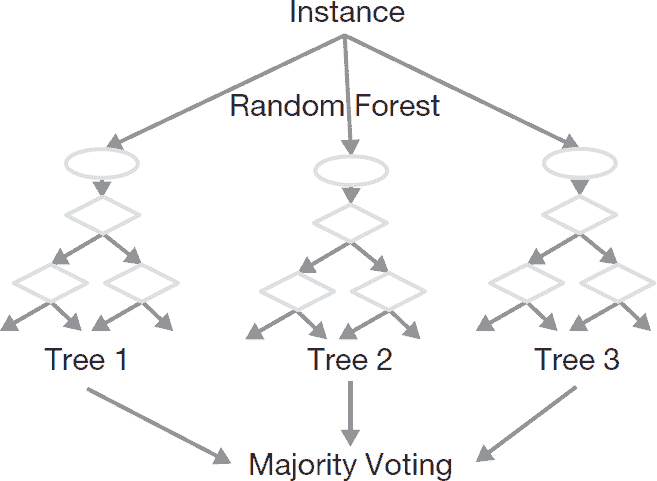 Instance
Random Forest
Tree 1
Tree 2
Tree 3
Majority Voting